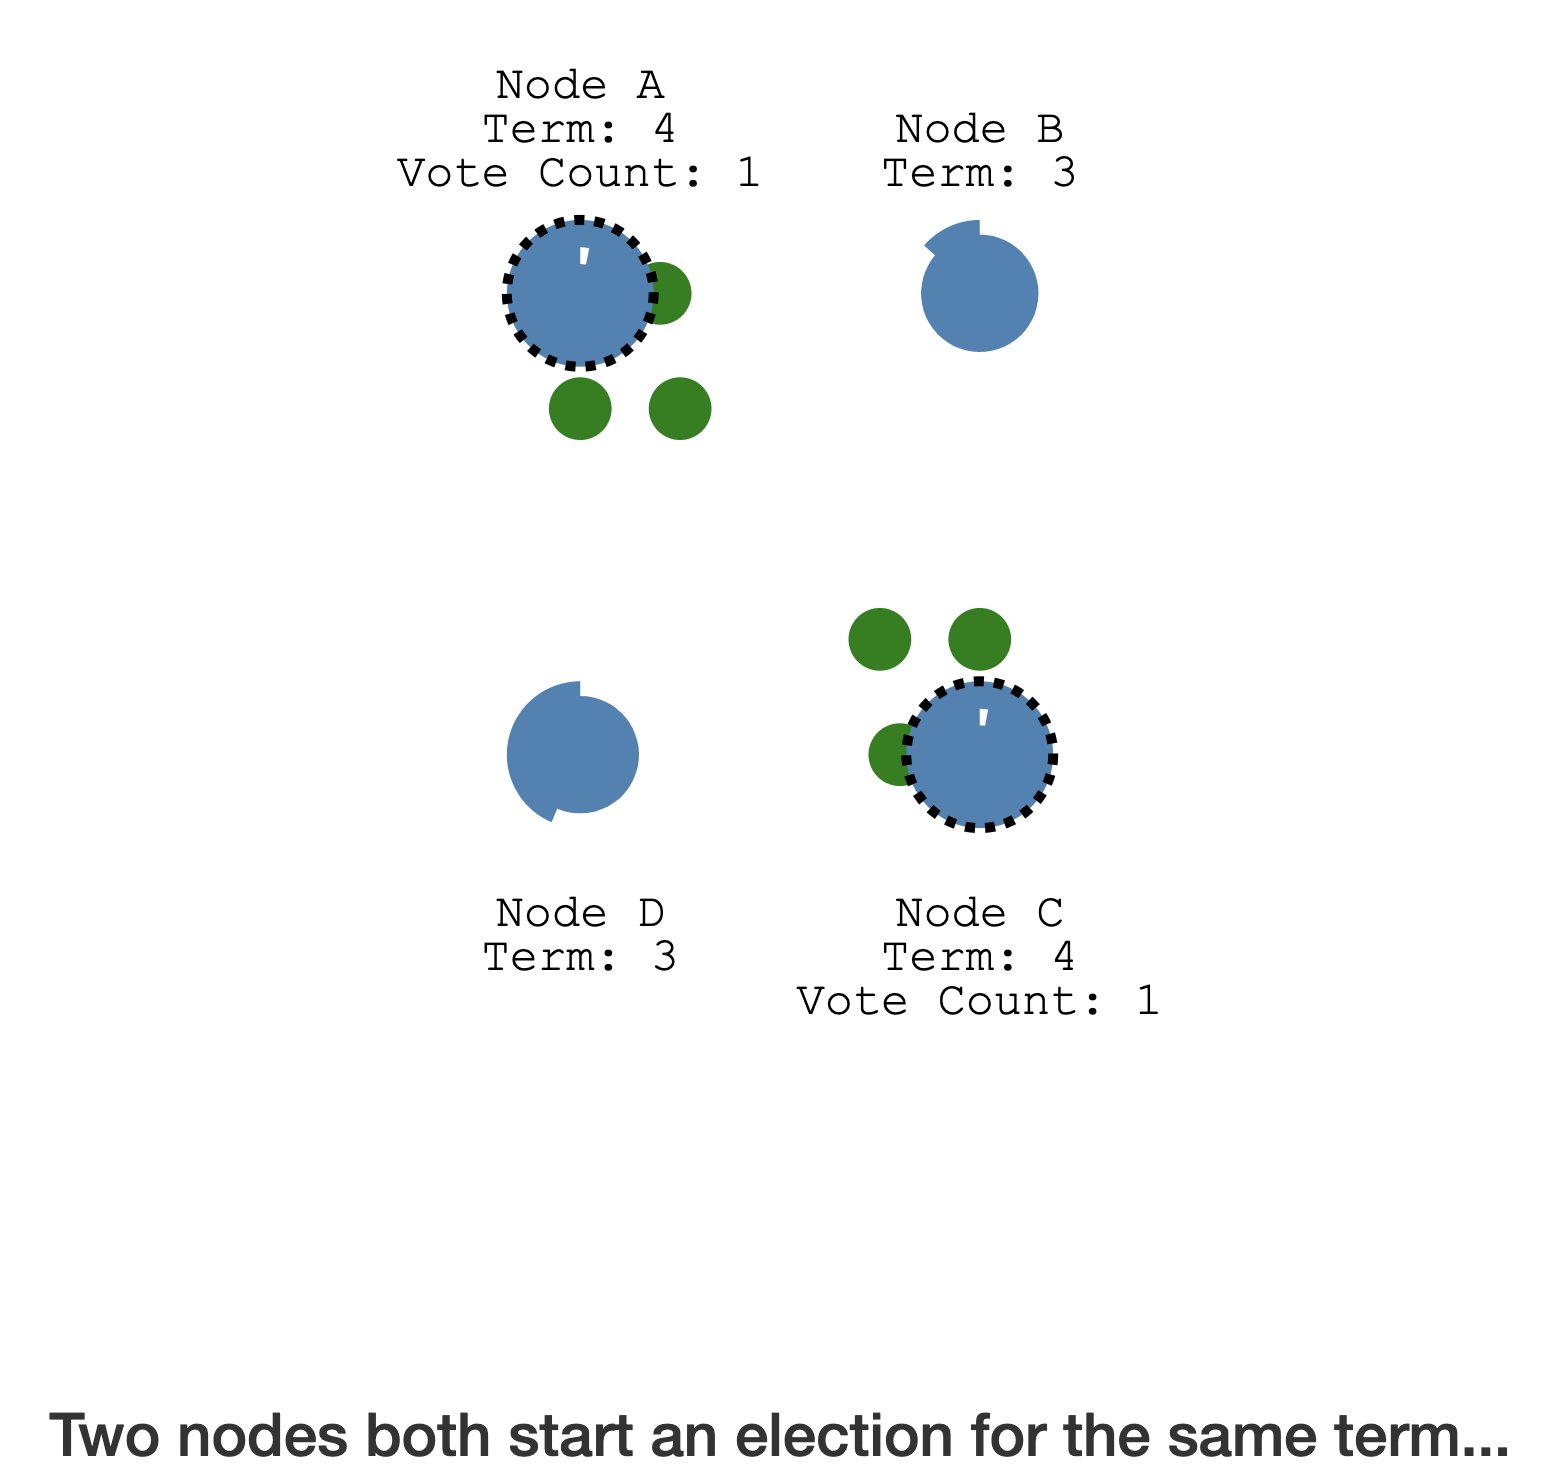 Node A
Term: 4
Vote Count: 1
Node B
Term: 3
Node D
Term: 3
Node C
Term: 4
Vote Count: 1
Two nodes both start an election for the same term...